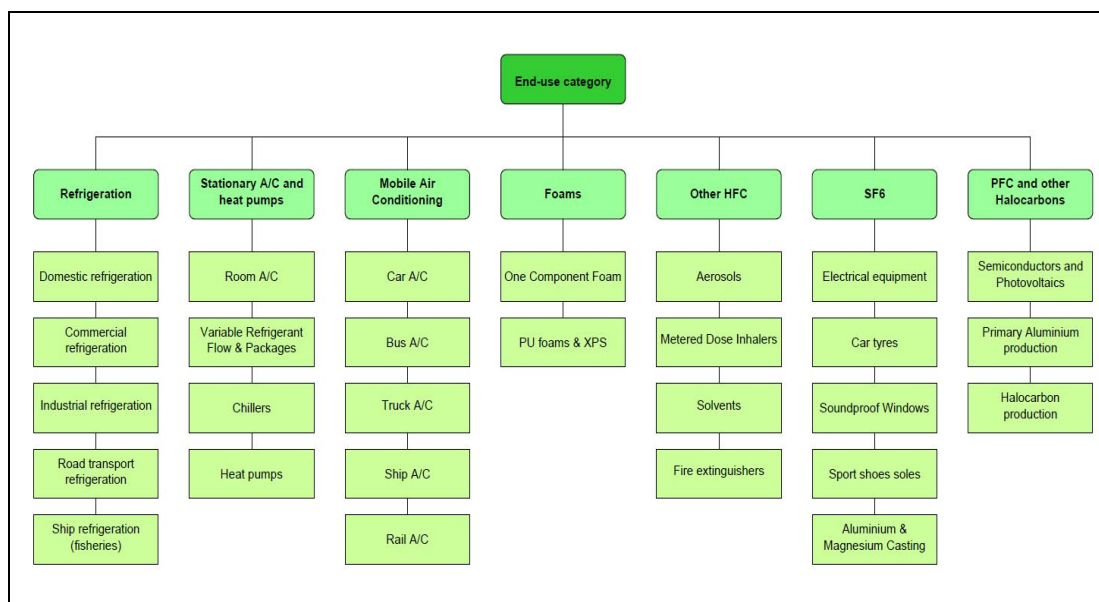 End-use category
Refrigeration
Stationary A/C and
heat pumps
Mobile Air
Conditioning
Foams
Other HFC
SF6
PFC and other
Halocarbons
Domestic refrigeration
Room A/C
Car A/C
One Component Foam
Aerosols
Electrical equipment
Semiconductors and
Photovoltaics
Commercial
refrigeration
Variable Refrigerant
Flow & Packages
Bus A/C
PU foams & XPS
Metered Dose Inhalers
Car tyres
Primary Aluminium
production
Industrial refrigeration
Chillers
Truck A/C
Solvents
Soundproof Windows
Halocarbon
production
Road transport
refrigeration
Heat pumps
Ship A/C
Fire extinguishers
Sport shoes soles
Ship refrigeration
(fisheries)
Rail A/C
Aluminium &
Magnesium Casting